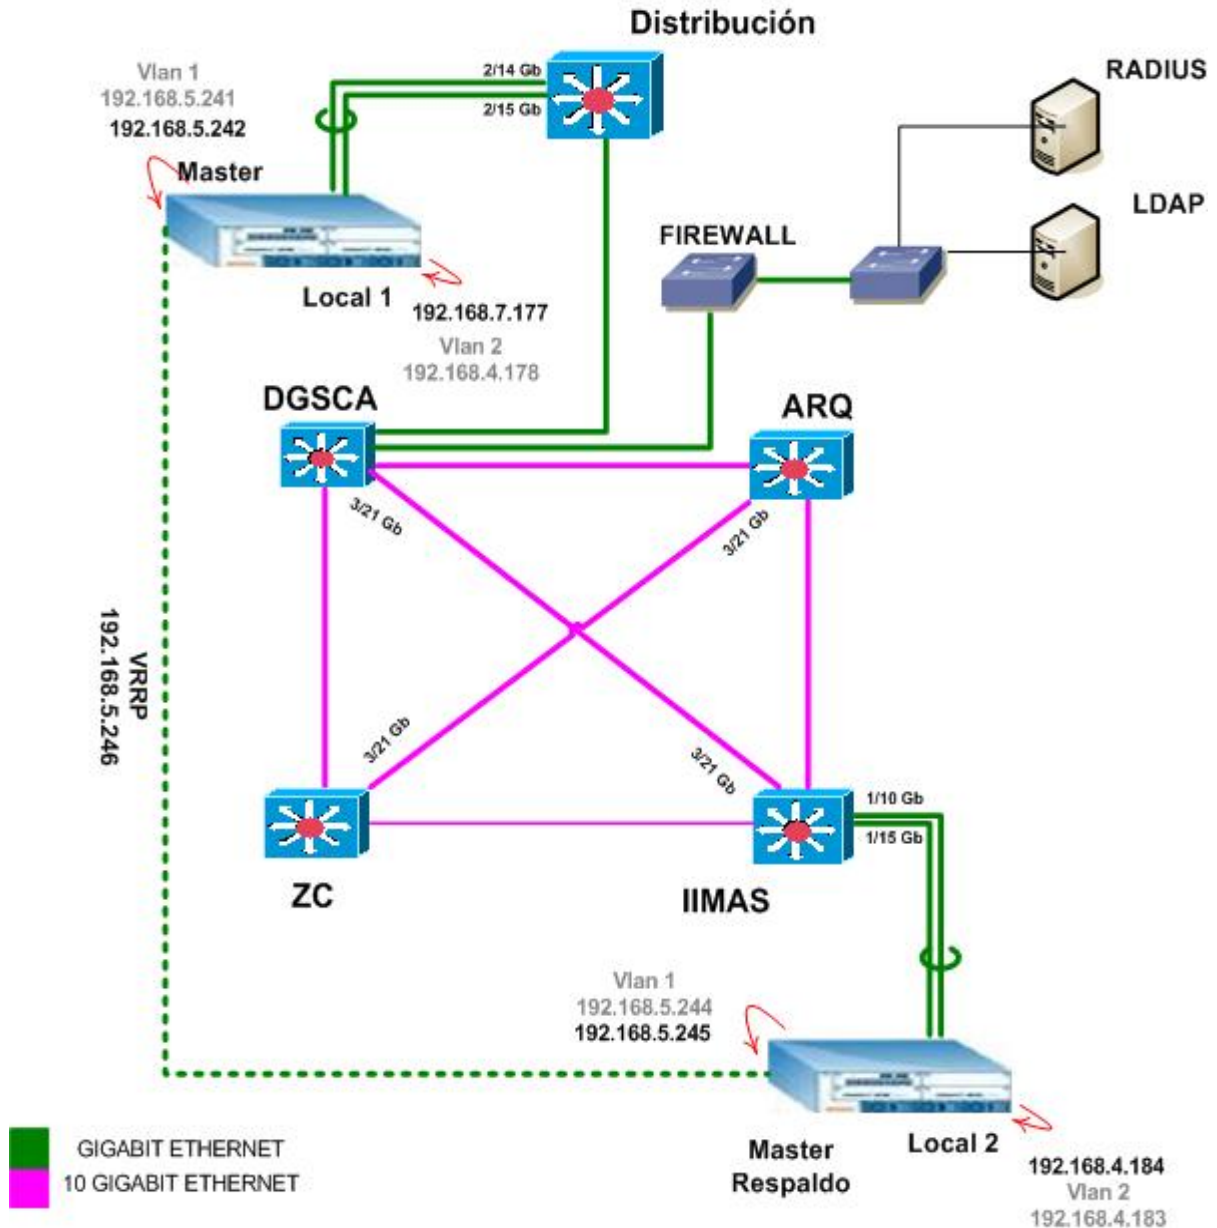 Distribución
Vlan 1
192.168.5.241
192.168.5.242
2/14 Gb
2/15 Gb
RADIUS
Master
LDAP
FIREWALL
Local 1
192.168.7.177
Vlan 2
192.168.4.178
DGSCA
ARQ
3/21 Gb
3/21 Gb
VRRP
192.168.5.246
3/21 Gb
3/21 Gb
1/10 Gb
1/15 Gb
ZC
IIMAS
Vlan 1
192.168.5.244
192.168.5.245
GIGABIT ETHERNET
10 GIGABIT ETHERNET
Master
Respaldo
Local 2
192.168.4.184
Vlan 2
192.168.4.183